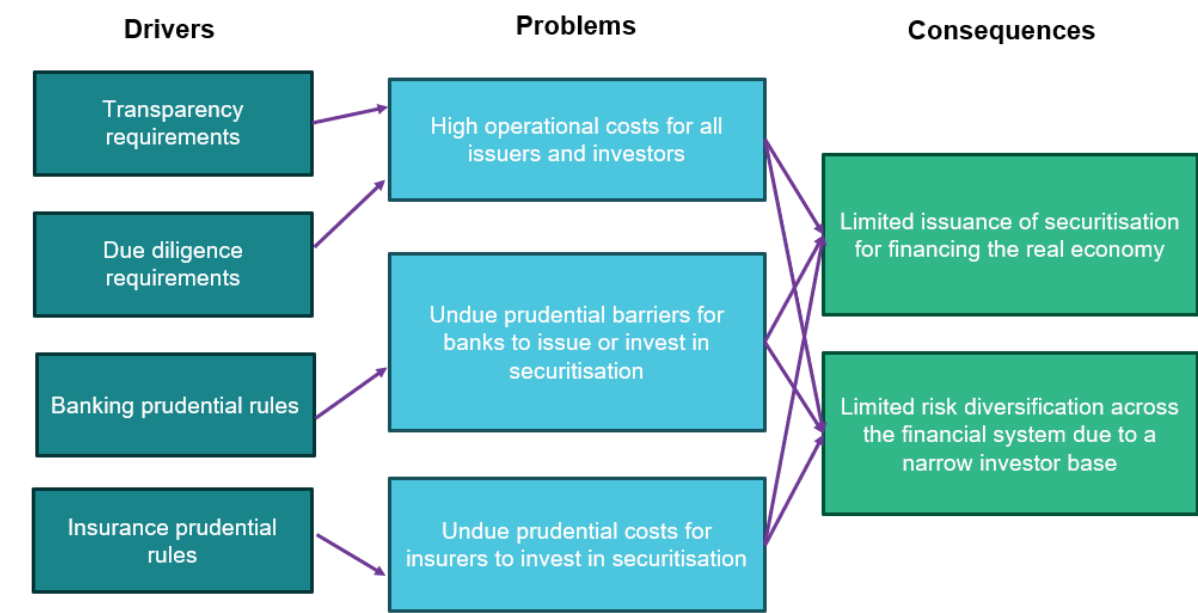 Drivers
Problems
Consequences
Transparency
requirements
Due diligence
requirements
Banking prudential rules
Insurance prudential
rules
High operational costs for all
issuers and investors
Undue prudential barriers for
banks to issue or invest in
securitisation
Undue prudential costs for
insurers to invest in securitisation
Limited issuance of securitisation
for financing the real economy
Limited risk diversification across
the financial system due to a
narrow investor base